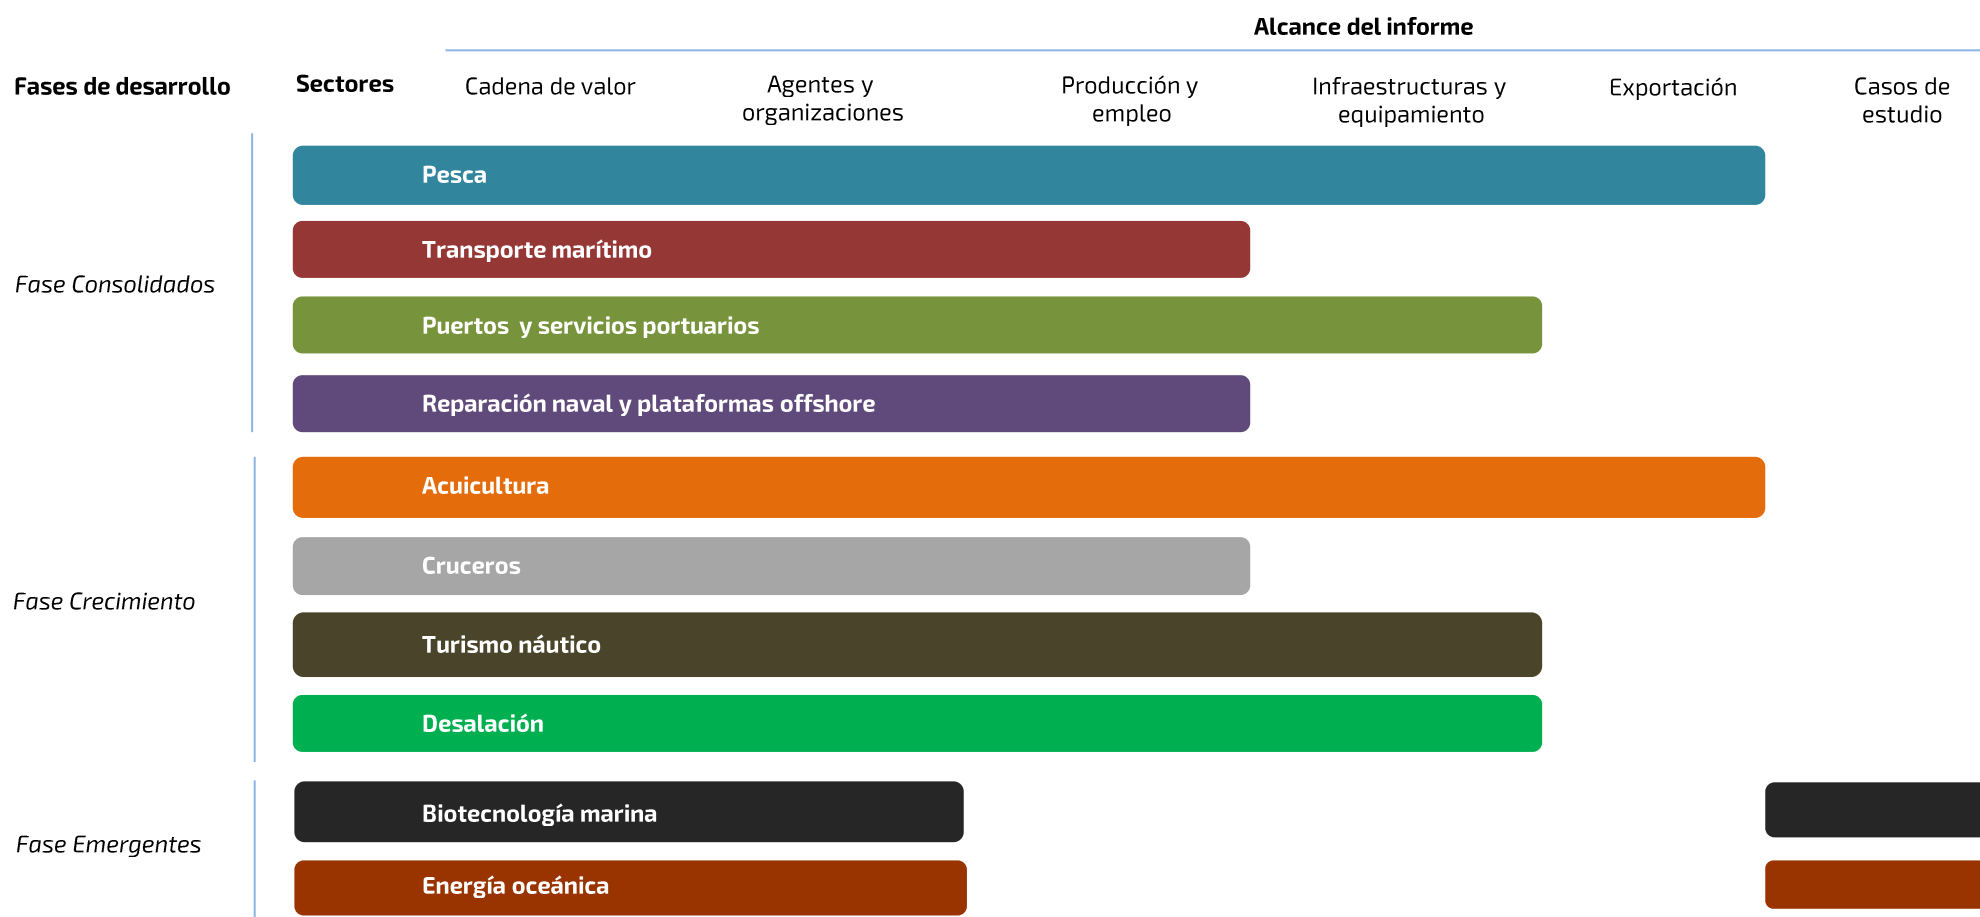 Alcance del informe
Fases de desarrollo
Sectores
Cadena de valor
Agentes y
organizaciones
Producción y
empleo
Infraestructuras y
equipamiento
Exportación
Casos de
estudio
Fase Consolidados
Pesca
Transporte marítimo
Puertos  y servicios portuarios
Reparación naval y plataformas offshore
Fase Crecimiento
Acuicultura
Cruceros
Turismo náutico
Desalación
Fase Emergentes
Biotecnología marina
Energía oceánica